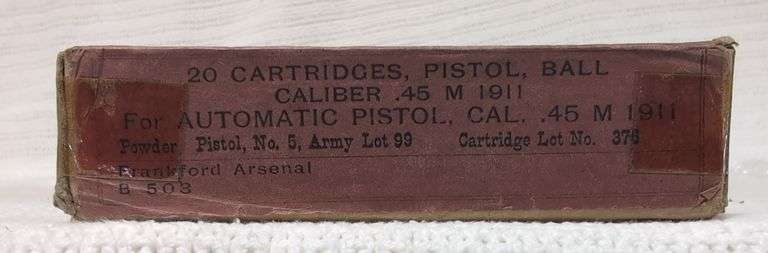 20 CARTRIDGES, PISTOL, BALL
CALIBER .45 M 1911
For AUTOMATIC PISTOL, CAL. .45 M 1911
Powder Pistol, No. 5, Army Lot 99 Cartridge Lot No. 376
Frankford Arsenal
B 503